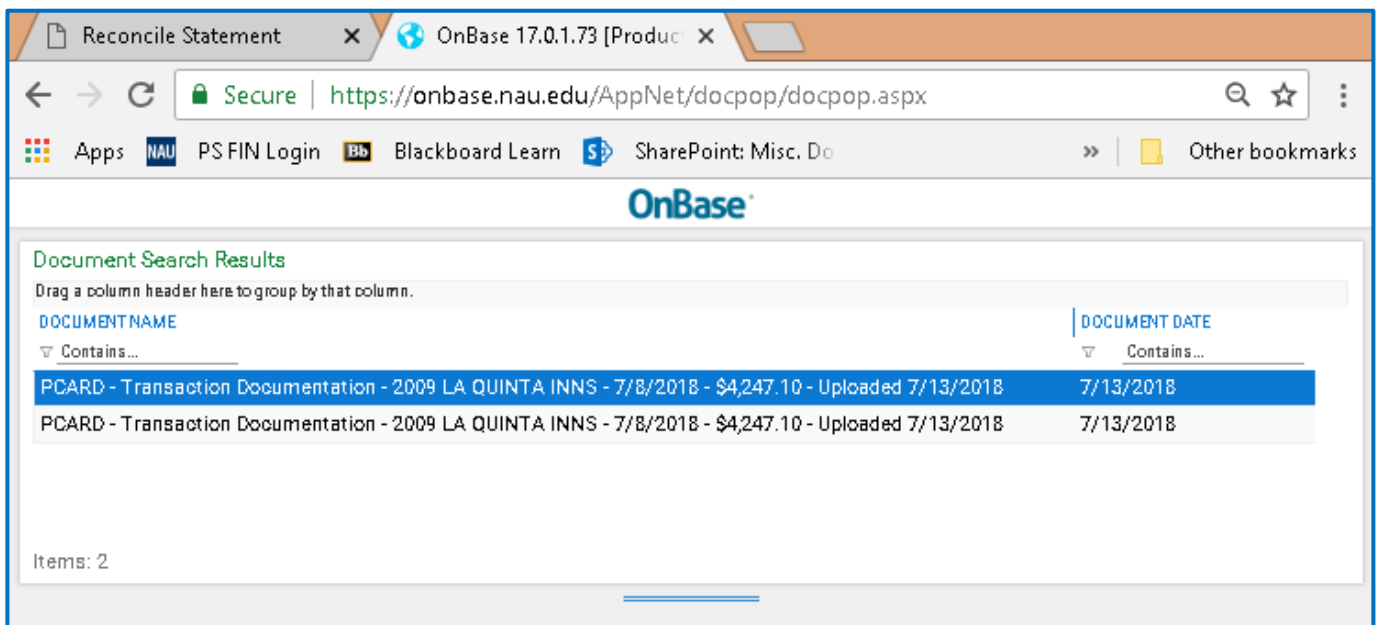 Reconcile Statement
OnBase 17.0.1.73 [Produc
Secure https://onbase.nau.edu/AppNet/docpop/docpop.aspx
Apps NAU PS FIN Login Bb Blackboard Learn S SharePoint: Misc. Do » Other bookmarks
OnBase
Document Search Results
Drag a column header here to group by that column.
DOCUMENT NAME DOCUMENT DATE
Contains... Contains...
PCARD - Transaction Documentation - 2009 LA QUINTA INNS - 7/8/2018 - $4,247.10 - Uploaded 7/13/2018 7/13/2018
PCARD - Transaction Documentation - 2009 LA QUINTA INNS - 7/8/2018 - $4,247.10 - Uploaded 7/13/2018 7/13/2018
Items: 2